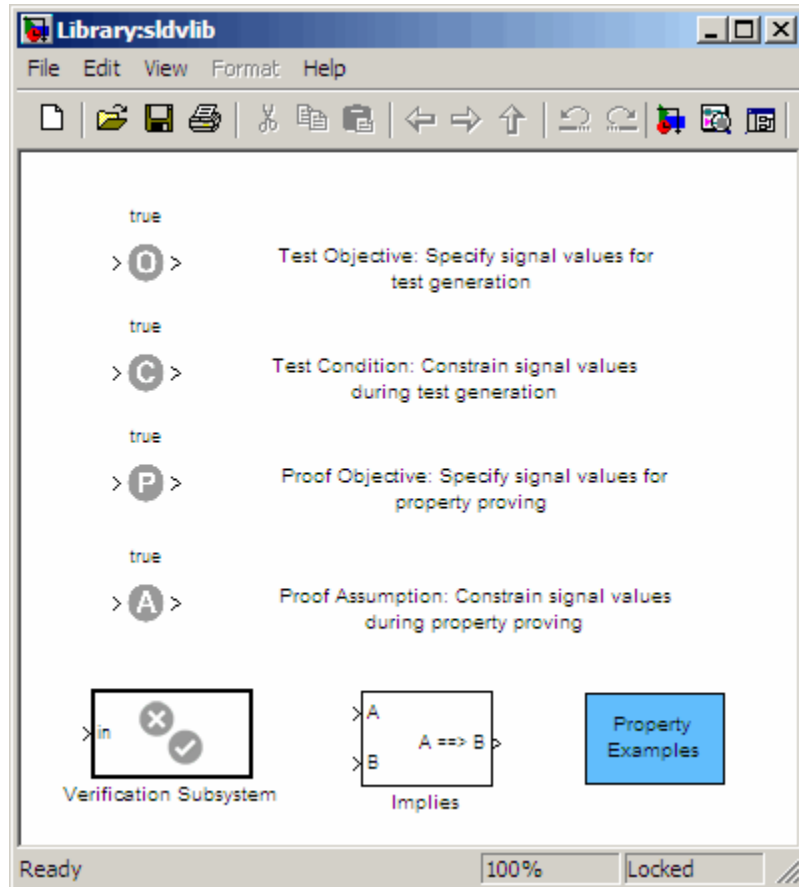 Library:sldvlib
File Edit View Format Help
true
O
Test Objective: Specify signal values for
test generation
true
C
Test Condition: Constrain signal values
during test generation
true
P
Proof Objective: Specify signal values for
property proving
true
A
Proof Assumption: Constrain signal values
during property proving
in
Verification Subsystem
A
B
A ==> B
Implies
Property
Examples
Ready 100% Locked